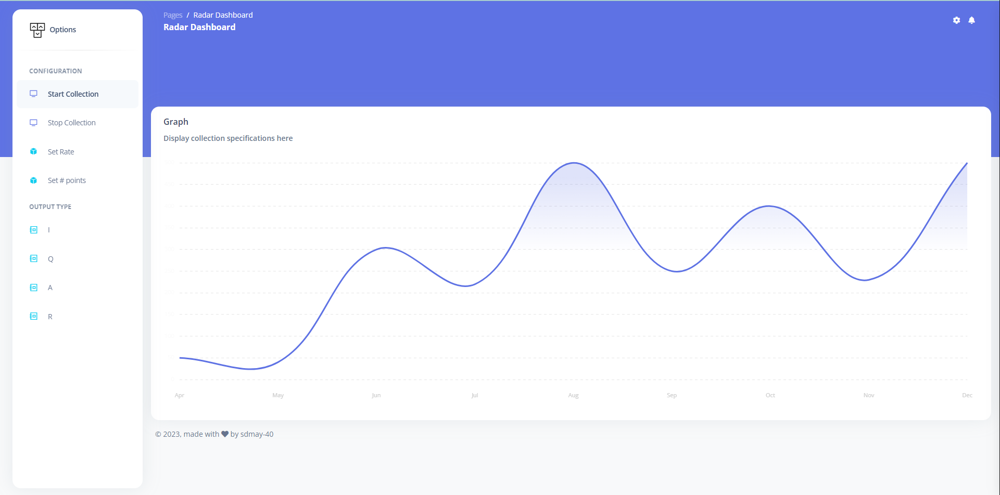 Options
CONFIGURATION
Start Collection
Stop Collection
Set Rate
Set # points
OUTPUT TYPE
I
Q
A
R
Pages / Radar Dashboard
Radar Dashboard
Graph
Display collection specifications here
Apr May Jun Jul Aug Sep Oct Nov Dec
© 2023, made with by sdmay-40